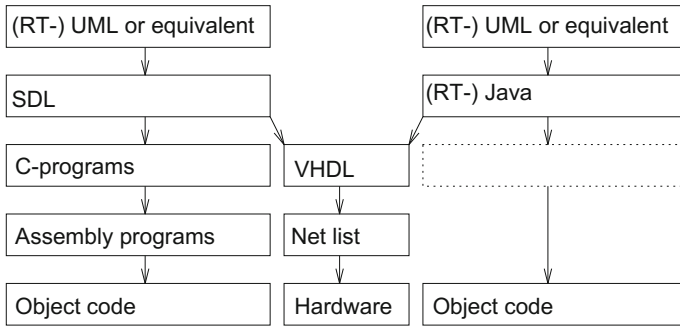 (RT-) UML or equivalent
(RT-) UML or equivalent
SDL
(RT-) Java
C-programs
VHDL
Assembly programs
Net list
Object code
Hardware
Object code